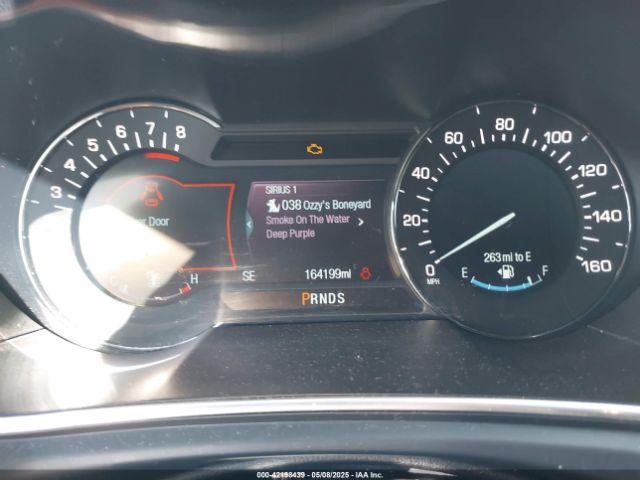 3 4 5 6 7 8
Door
C H
SIRIUS 1
038 Ozzy's Boneyard
Smoke On The Water >
Deep Purple
SE 164199mi
PRNDS
0 20 40 60 80 100 120 140 160
MPH
263 mi to E
E F
000-42198439 - 05/08/2025 - IAA Inc.